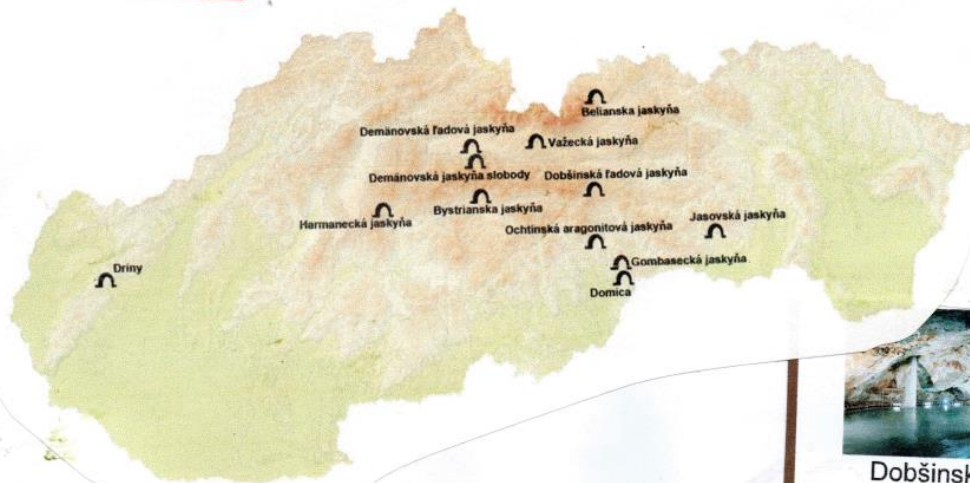 Belianska jaskyňa
Demänovská ľadová jaskyňa
Važecká jaskyňa
Demänovská jaskyňa slobody
Dobšinská ľadová jaskyňa
Bystrianska jaskyňa
Harmanecká jaskyňa
Jasovská jaskyňa
Ochtinská aragonitová jaskyňa
Gombasecká jaskyňa
Driny
Domica
Dobšinsk